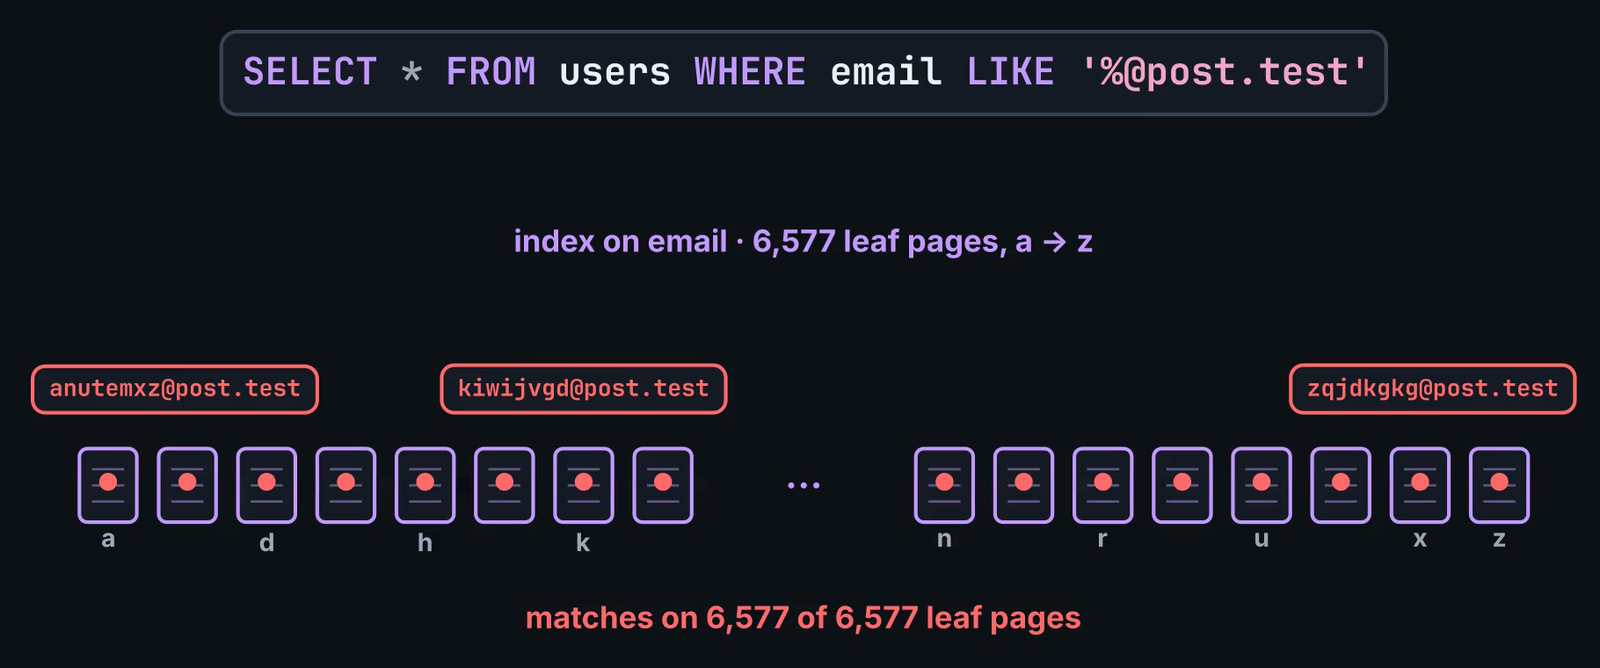 SELECT * FROM users WHERE email LIKE '%@post.test'
index on email · 6,577 leaf pages, a → z
anutemxz@post.test kiwijvgd@post.test zqjdkgkg@post.test
...
a d h k n r u x z
matches on 6,577 of 6,577 leaf pages